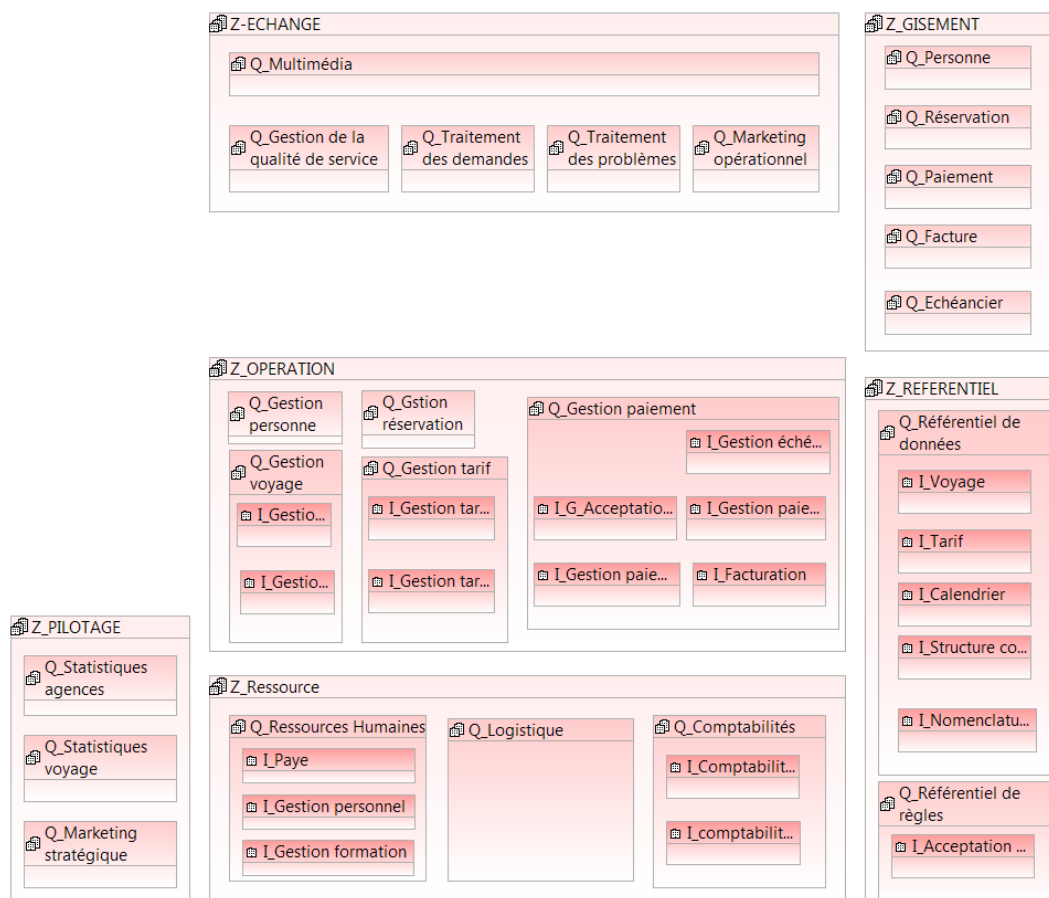 Z-ECHANGE
Q_Multimédia
Q_Gestion de la
qualité de service
Q_Traitement
des demandes
Q_Traitement
des problèmes
Q_Marketing
opérationnel
Z_GISEMENT
Q_Personne
Q_Réservation
Q_Paiement
Q_Facture
Q_Echéancier
Z_OPERATION
Q_Gestion
personne
Q_Gstion
réservation
Q_Gestion
voyage
I_Gestio...
I_Gestio...
Q_Gestion tarif
I_Gestion tar...
I_Gestion tar...
Q_Gestion paiement
I_Gestion éché...
I_G_Acceptatio...
I_Gestion paie...
I_Gestion paie...
I_Facturation
Z_REFERENTIEL
Q_Référentiel de
données
I_Voyage
I_Tarif
I_Calendrier
I_Structure co...
I_Nomenclatu...
Q_Référentiel de
règles
I_Acceptation ...
Z_PILOTAGE
Q_Statistiques
agences
Q_Statistiques
voyage
Q_Marketing
stratégique
Z_Ressource
Q_Ressources Humaines
I_Paye
I_Gestion personnel
I_Gestion formation
Q_Logistique
Q_Comptabilités
I_Comptabilit...
I_comptabilit...